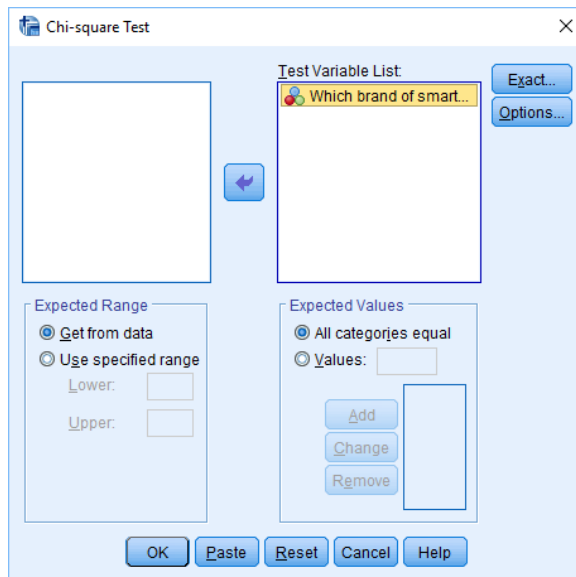 Chi-square Test
Test Variable List:
Which brand of smart...
Exact...
Options...
Expected Range
Get from data
Use specified range
Lower:
Upper:
Expected Values
All categories equal
Values:
Add
Change
Remove
OK Paste Reset Cancel Help